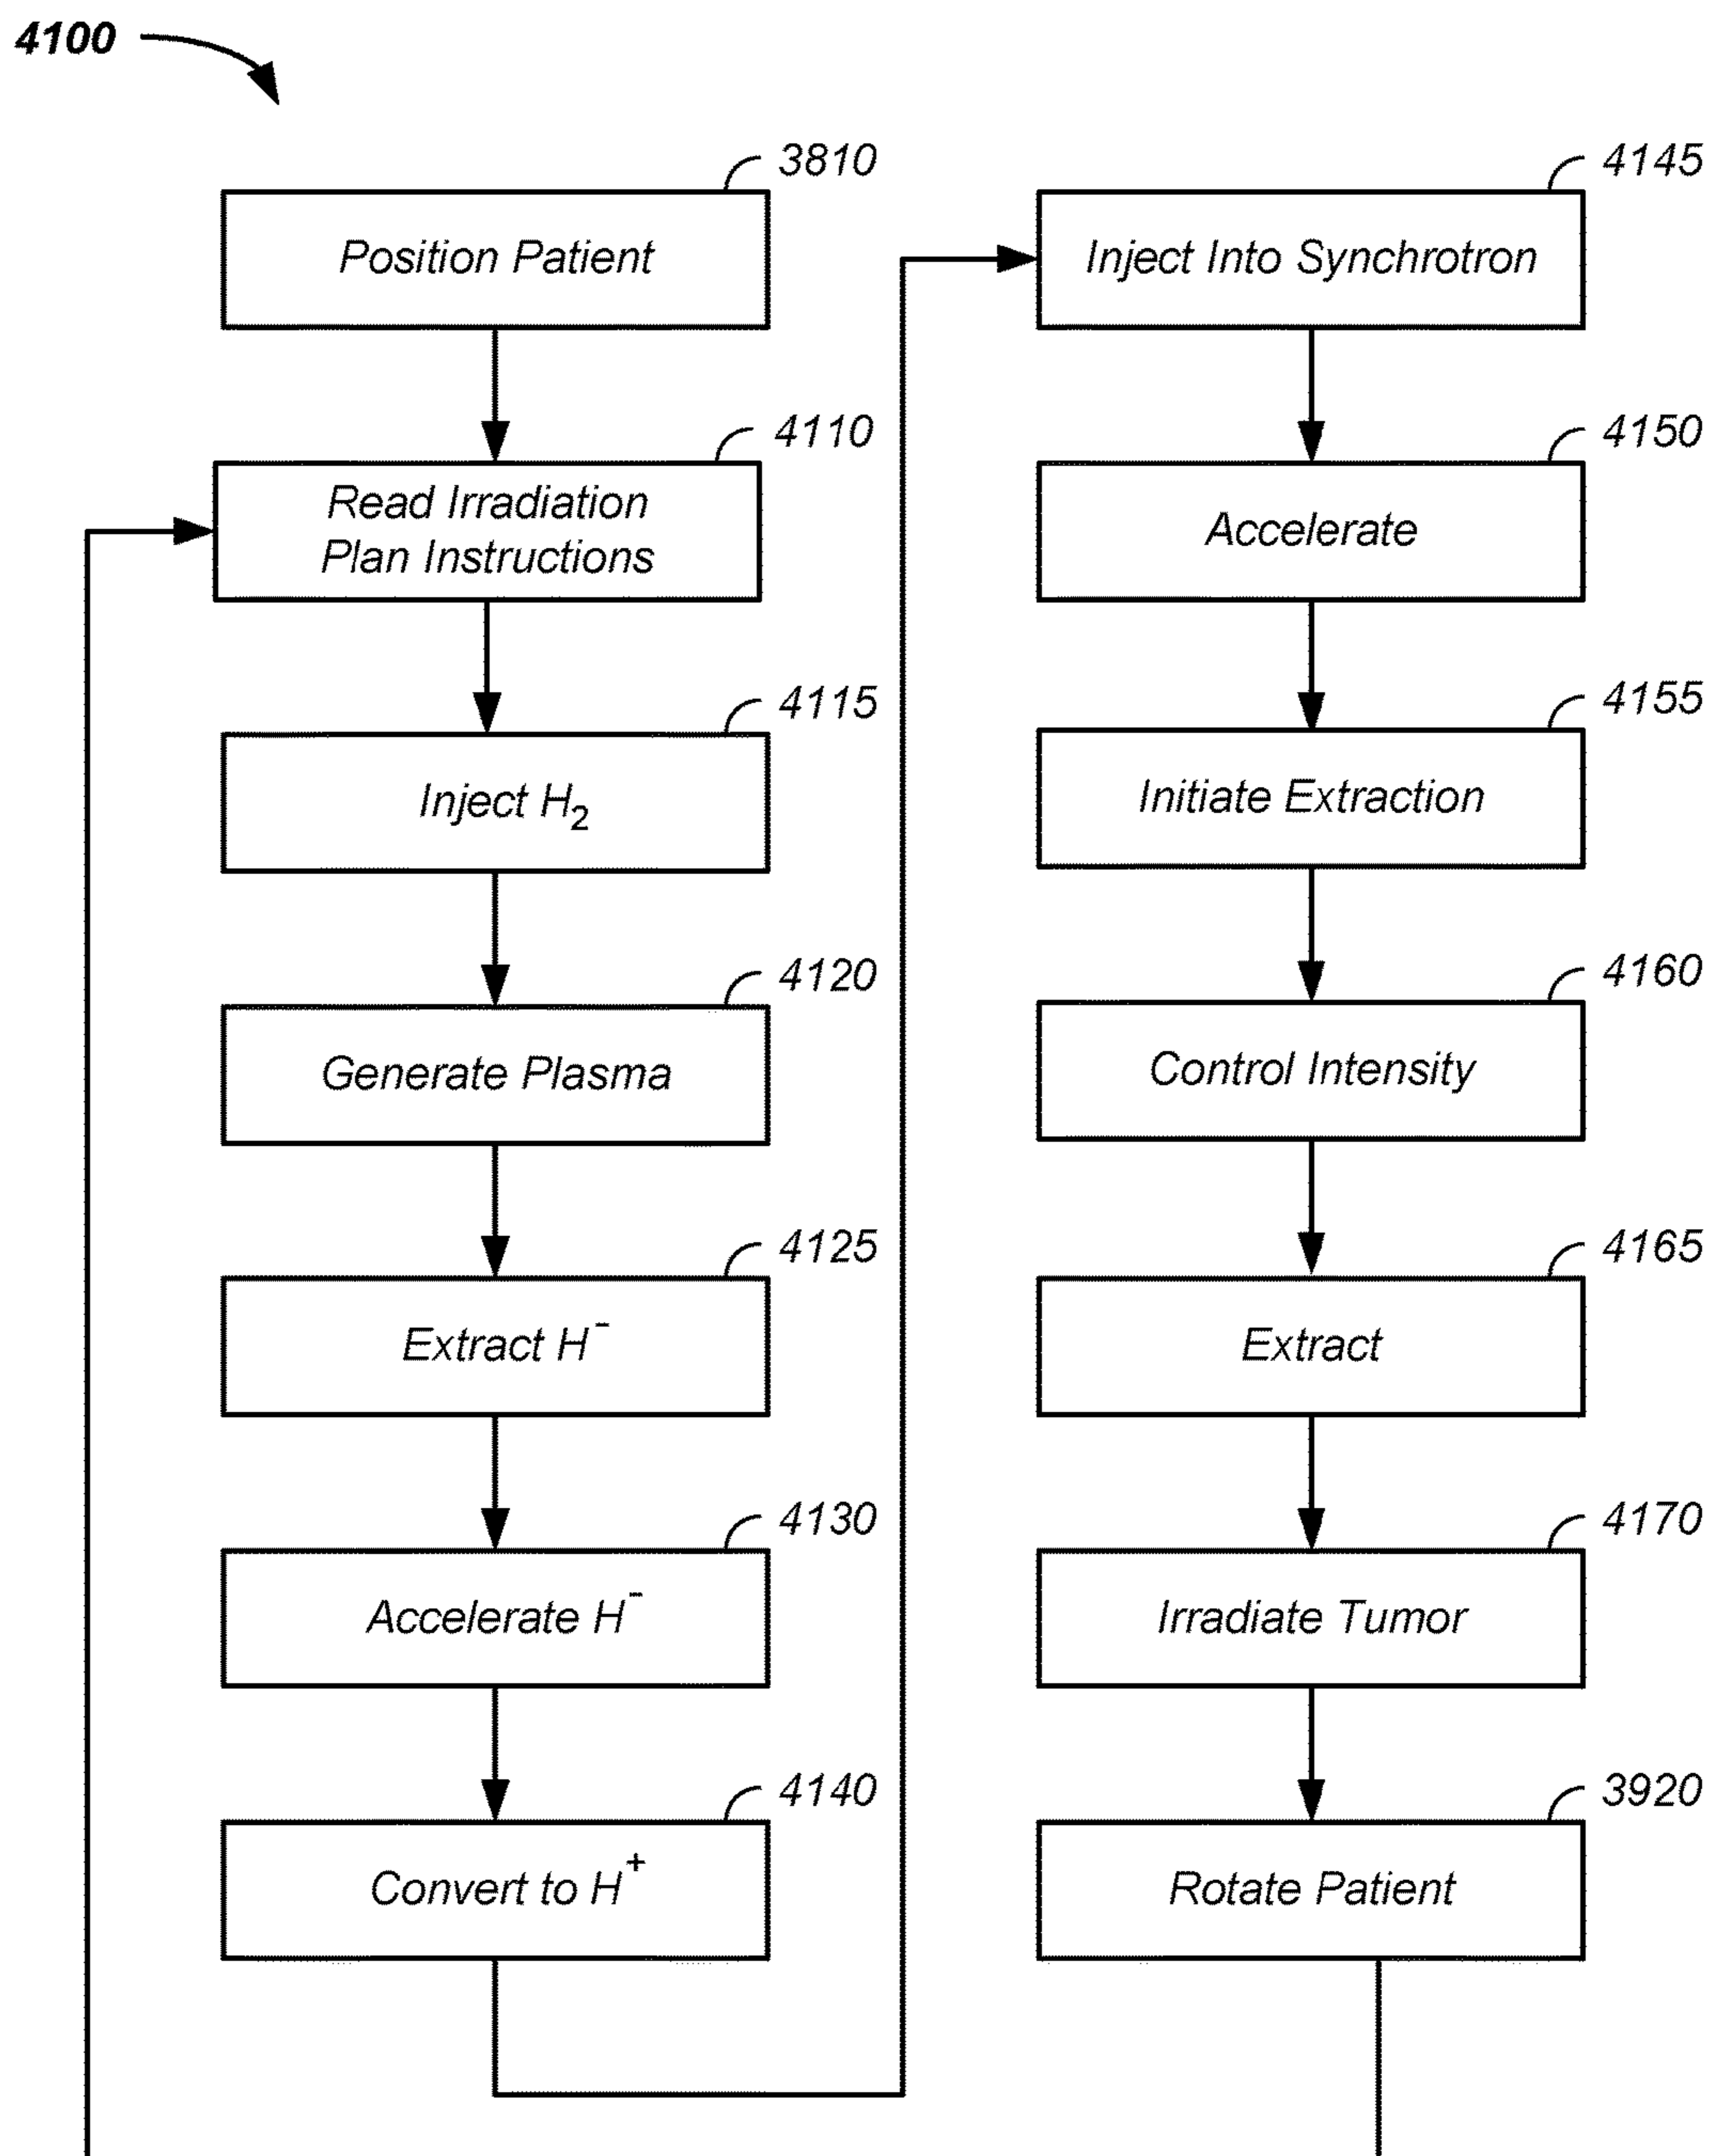 4100
3810
Position Patient
4110
Read Irradiation
Plan Instructions
4115
Inject H₂
4120
Generate Plasma
4125
Extract H⁻
4130
Accelerate H⁻
4140
Convert to H⁺
4145
Inject Into Synchrotron
4150
Accelerate
4155
Initiate Extraction
4160
Control Intensity
4165
Extract
4170
Irradiate Tumor
3920
Rotate Patient